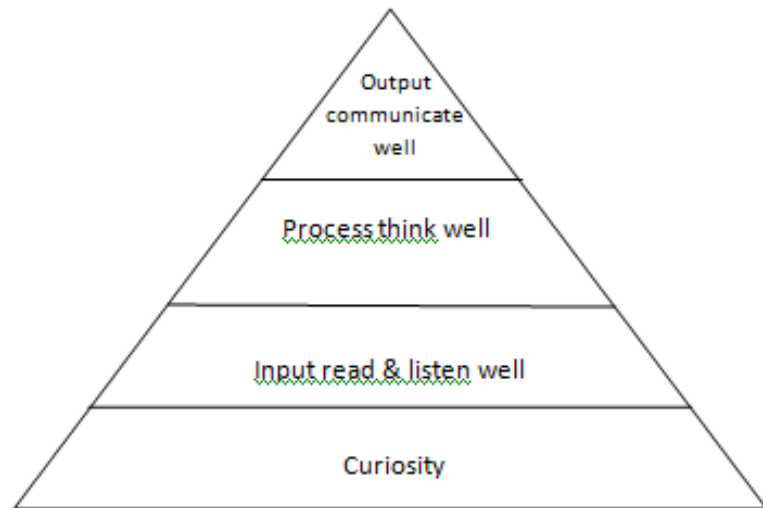 Output
communicate
well
Process think well
Input read & listen well
Curiosity